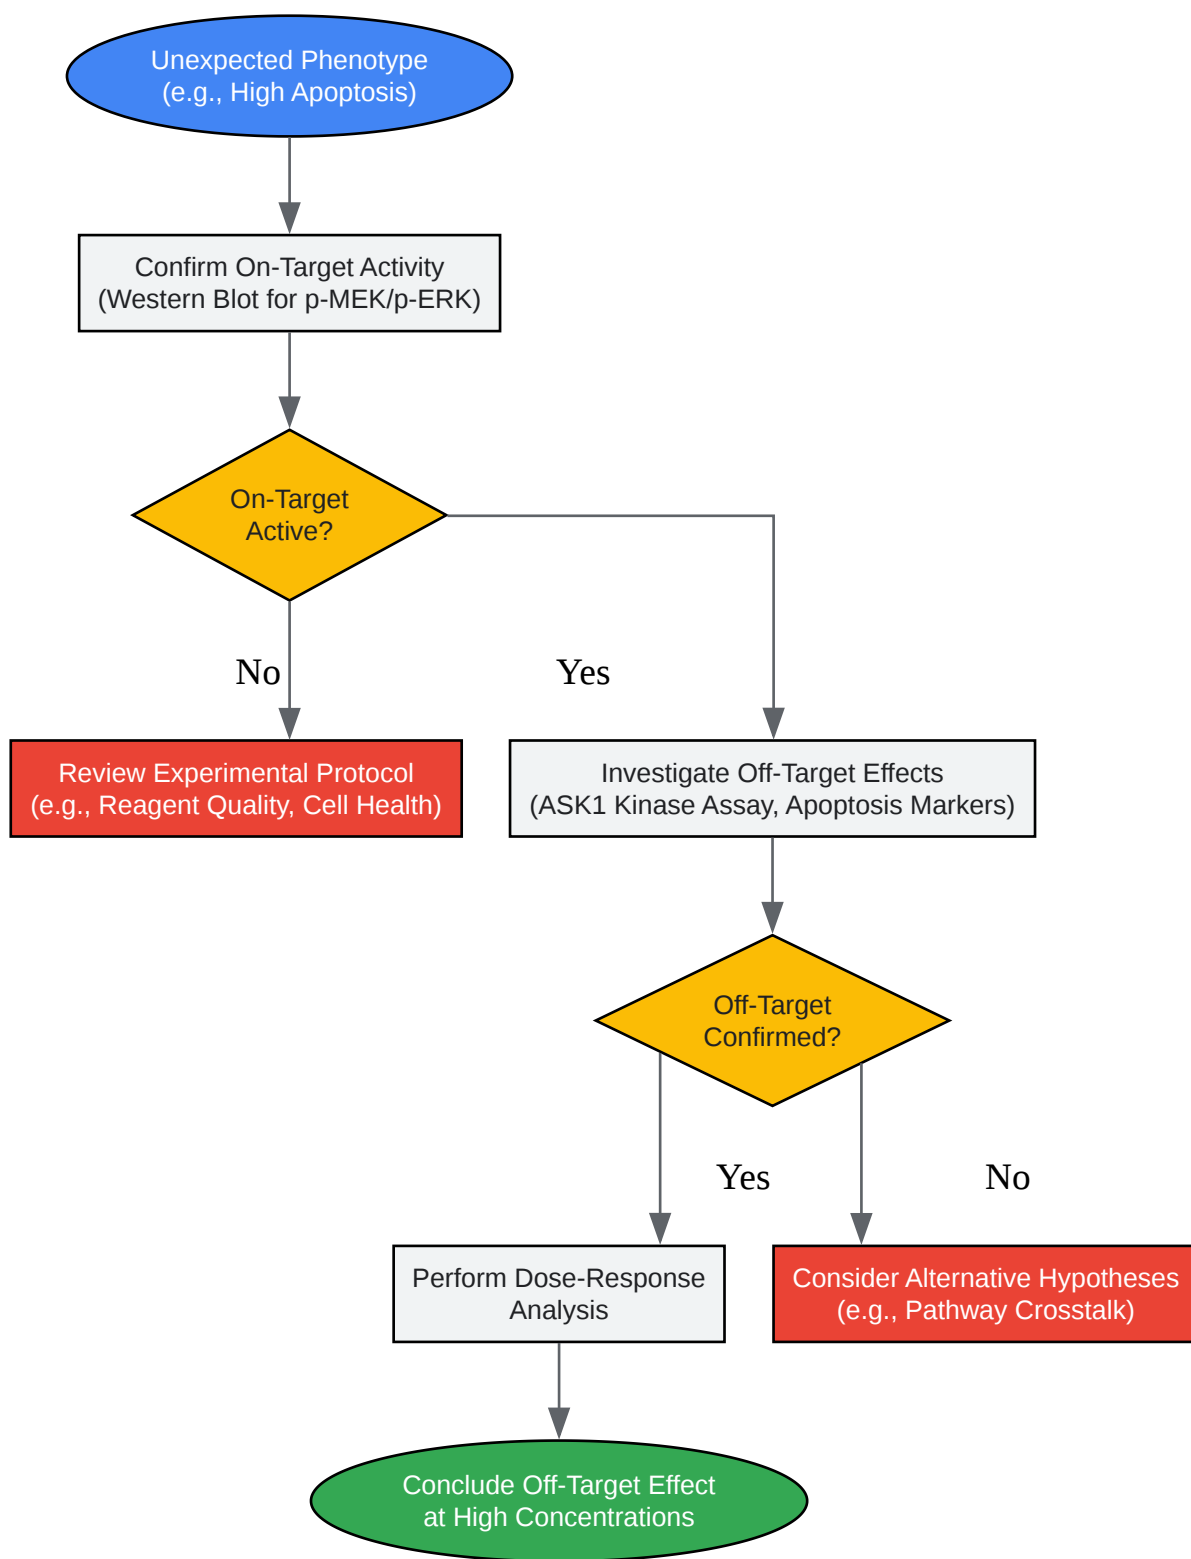 Unexpected Phenotype
(e.g., High Apoptosis)
Confirm On-Target Activity
(Western Blot for p-MEK/p-ERK)
On-Target
Active?
No
Yes
Review Experimental Protocol
(e.g., Reagent Quality, Cell Health)
Investigate Off-Target Effects
(ASK1 Kinase Assay, Apoptosis Markers)
Off-Target
Confirmed?
Yes
No
Perform Dose-Response
Analysis
Consider Alternative Hypotheses
(e.g., Pathway Crosstalk)
Conclude Off-Target Effect
at High Concentrations